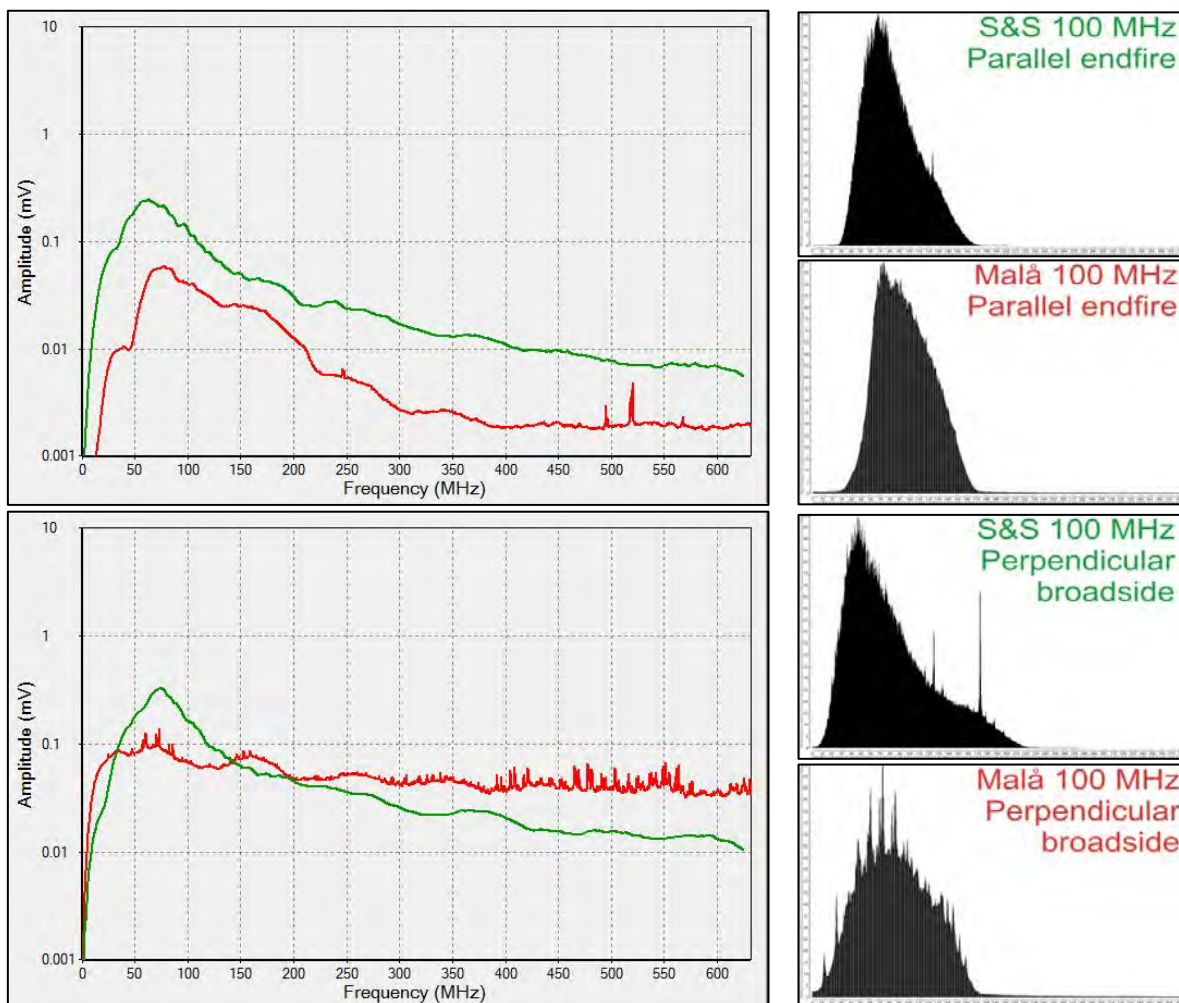 10
1
0.1
0.01
0.001
Amplitude (mV)
0 50 100 150 200 250 300 350 400 450 500 550 600
Frequency (MHz)
S&S 100 MHz
Parallel endfire
Malå 100 MHz
Parallel endfire
10
1
0.1
0.01
0.001
Amplitude (mV)
0 50 100 150 200 250 300 350 400 450 500 550 600
Frequency (MHz)
S&S 100 MHz
Perpendicular
broadside
Malå 100 MHz
Perpendicular
broadside